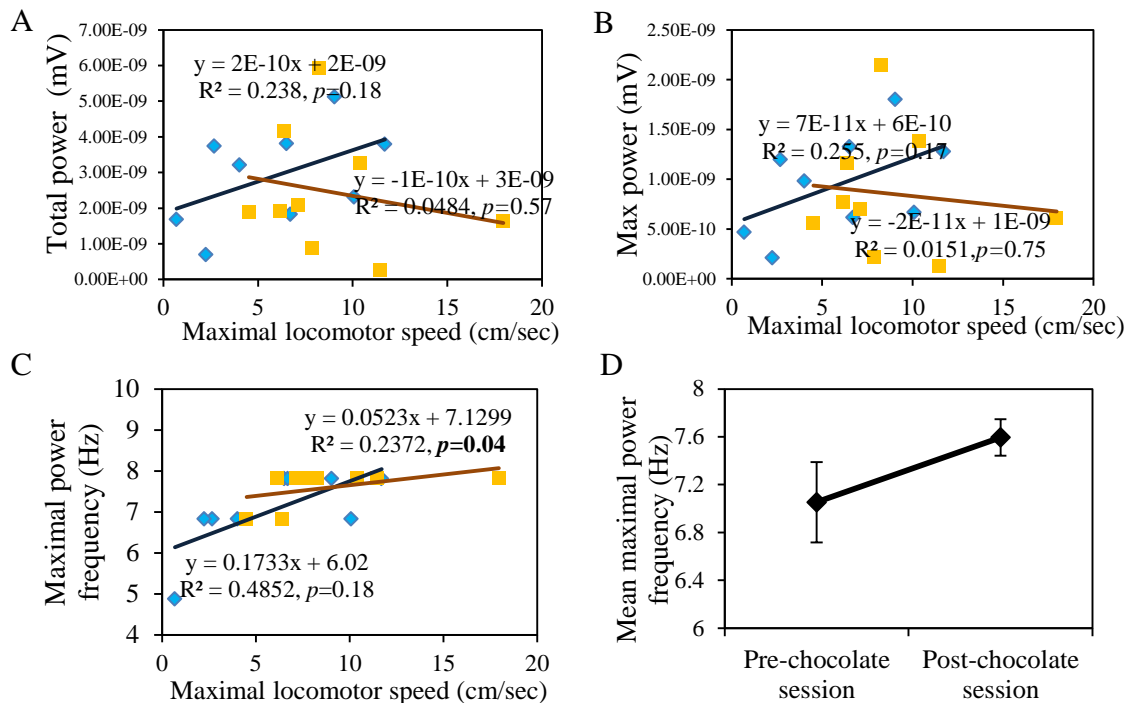 A
Total power (mV)
7.00E-09
6.00E-09
5.00E-09
4.00E-09
3.00E-09
2.00E-09
1.00E-09
0.00E+00
y = 2E-10x + 2E-09
R² = 0.238, p=0.18
y = -1E-10x + 3E-09
R² = 0.0484, p=0.57
0 5 10 15 20
Maximal locomotor speed (cm/sec)
B
Max power (mV)
2.50E-09
2.00E-09
1.50E-09
1.00E-09
5.00E-10
0.00E+00
y = 7E-11x + 6E-10
R² = 0.255, p=0.17
y = -2E-11x + 1E-09
R² = 0.0151,p=0.75
0 5 10 15 20
Maximal locomotor speed (cm/sec)
C
Maximal power
frequency (Hz)
10
9
8
7
6
5
4
y = 0.0523x + 7.1299
R² = 0.2372, p=0.04
y = 0.1733x + 6.02
R² = 0.4852, p=0.18
0 5 10 15 20
Maximal locomotor speed (cm/sec)
D
Mean maximal power
frequency (Hz)
7.6
7.2
6.8
6.4
6
Pre-chocolate
session
Post-chocolate
session